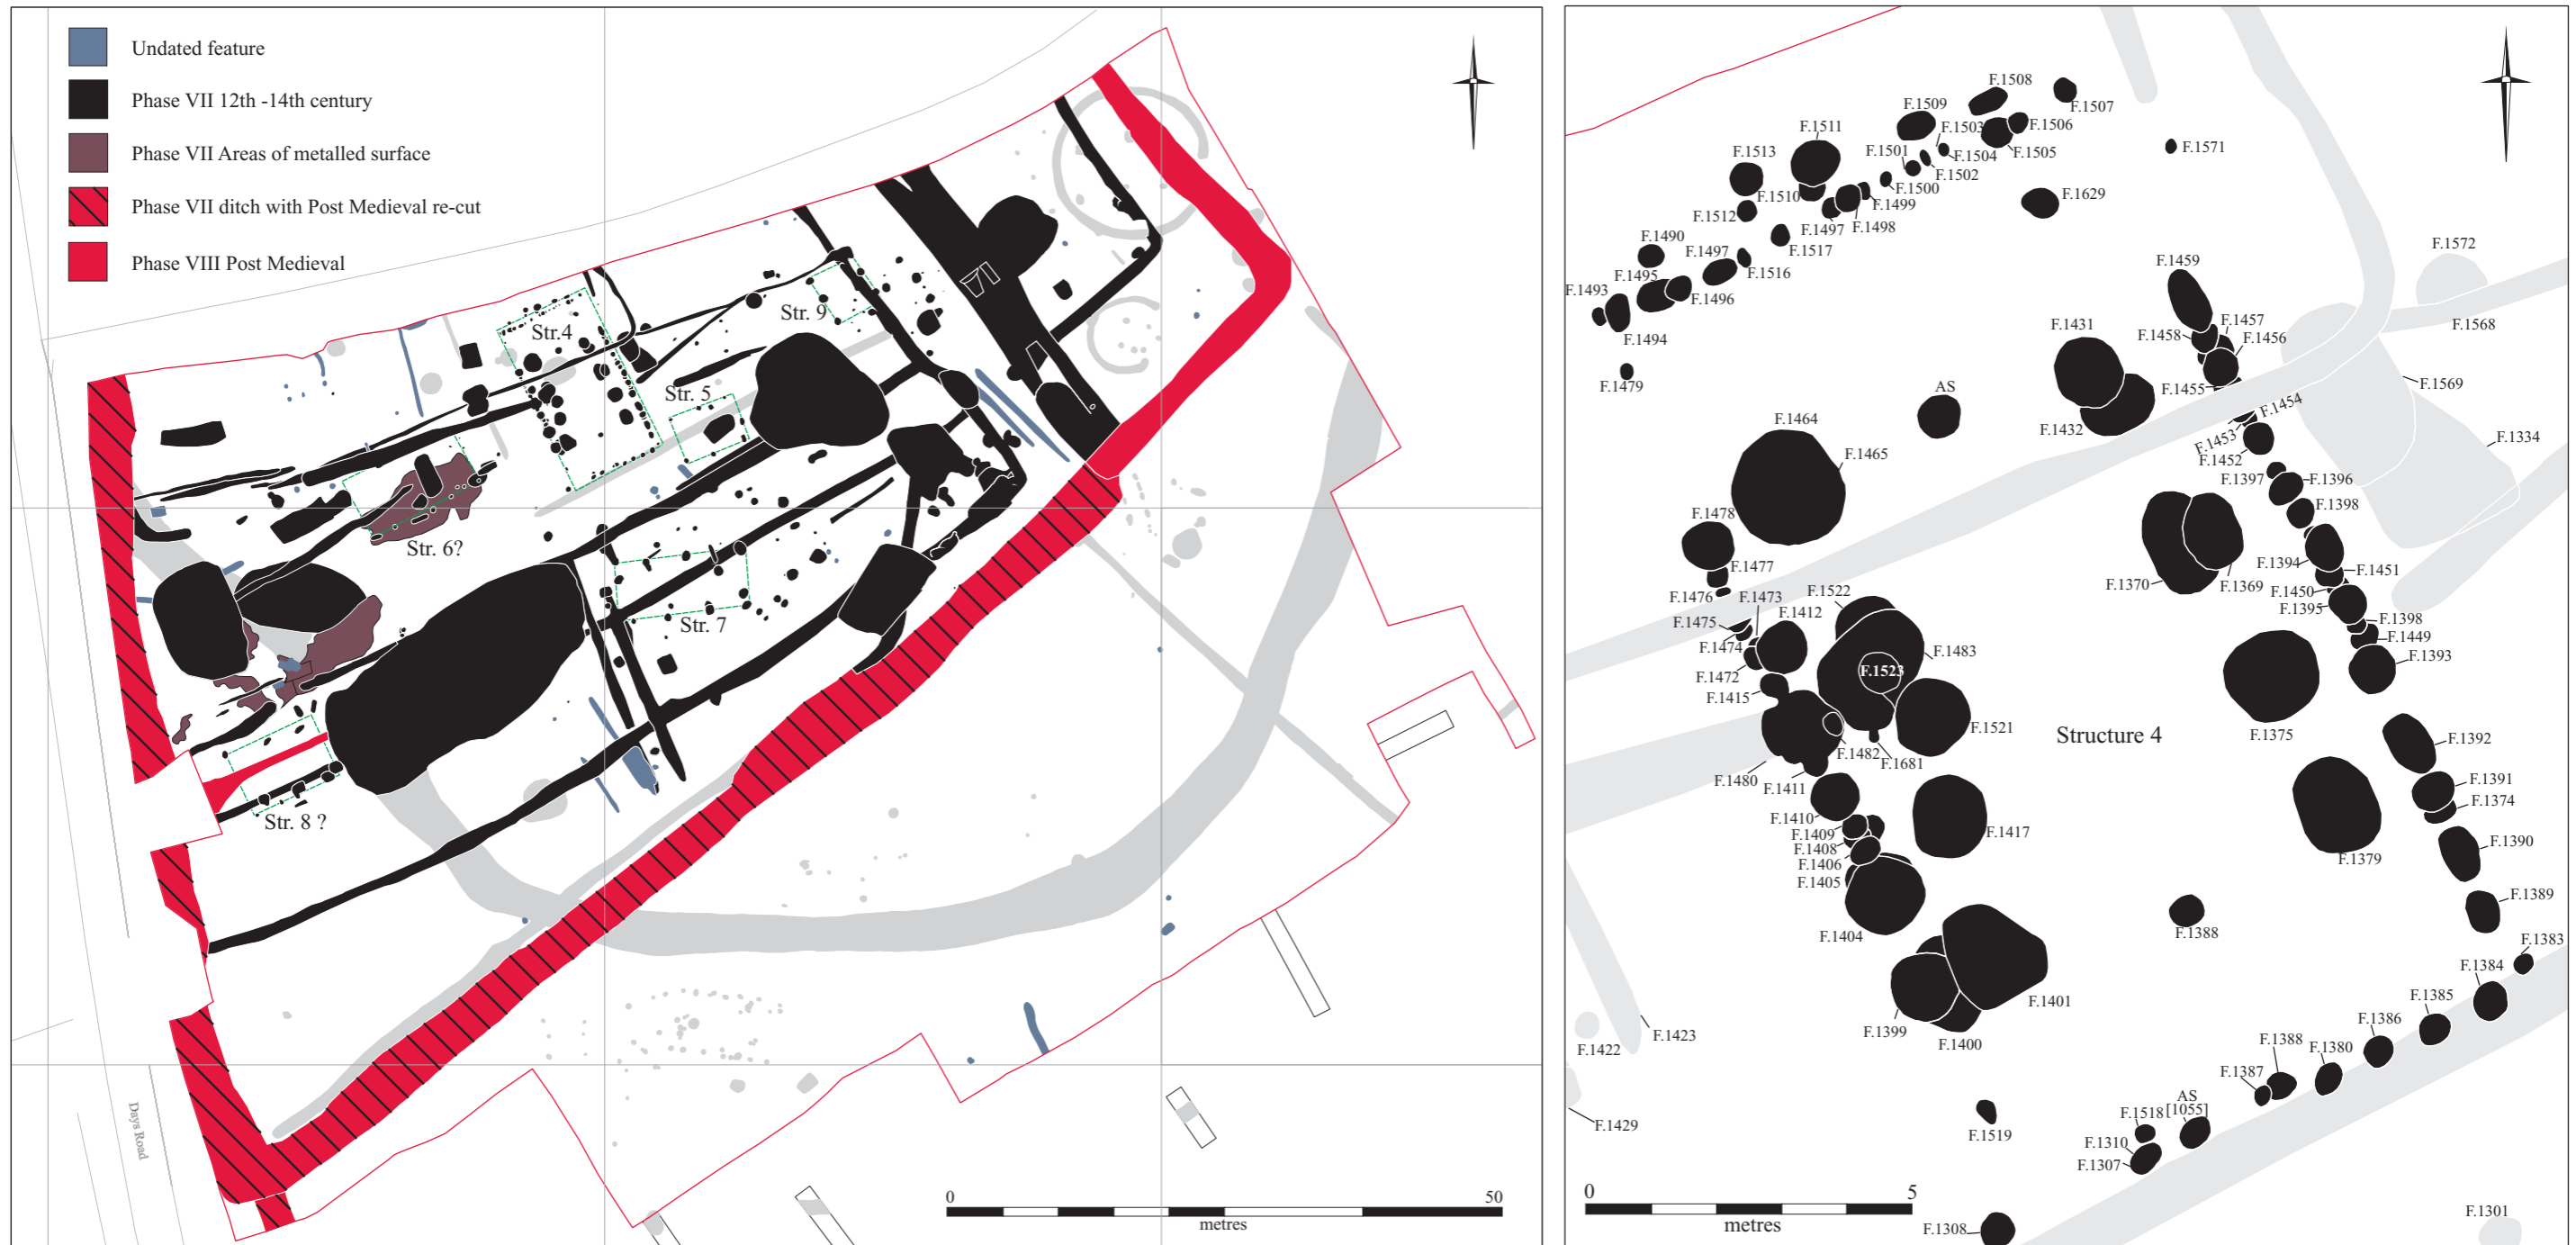 Undated feature
Phase VII 12th -14th century
Phase VII Areas of metalled surface
Phase VII ditch with Post Medieval re-cut
Phase VIII Post Medieval
Str.4
Str. 9
Str. 5
Str. 6?
Str. 7
Str. 8 ?
Days Road
0
50
metres
F.1508
F.1507
F.1509
F.1503
F.1506
F.1511
F.1501
F.1504
F.1505
F.1571
F.1513
F.1502
F.1510
F.1500
F.1629
F.1499
F.1512
F.1497
F.1498
F.1490
F.1497
F.1517
F.1495
F.1516
F.1493
F.1496
F.1494
F.1479
F.1459
F.1572
F.1431
F.1457
F.1458
F.1456
F.1568
AS
F.1455
F.1569
F.1454
F.1464
F.1432
F.1453
F.1334
F.1465
F.1452
F.1397
F.1396
F.1398
F.1478
F.1477
F.1394
F.1451
F.1370
F.1369
F.1450
F.1476
F.1473
F.1522
F.1395
F.1412
F.1475
F.1398
F.1474
F.1449
F.1483
F.1393
F.1472
F.1523
F.1415
F.1521
Structure 4
F.1375
F.1392
F.1482
F.1681
F.1480
F.1411
F.1391
F.1374
F.1410
F.1409
F.1417
F.1408
F.1390
F.1406
F.1379
F.1405
F.1389
F.1404
F.1388
F.1383
F.1384
F.1401
F.1385
F.1399
F.1423
F.1386
F.1400
F.1422
F.1388
F.1380
F.1387
AS
[1055]
F.1518
F.1429
F.1519
F.1310
F.1307
0
5
metres
F.1308
F.1301